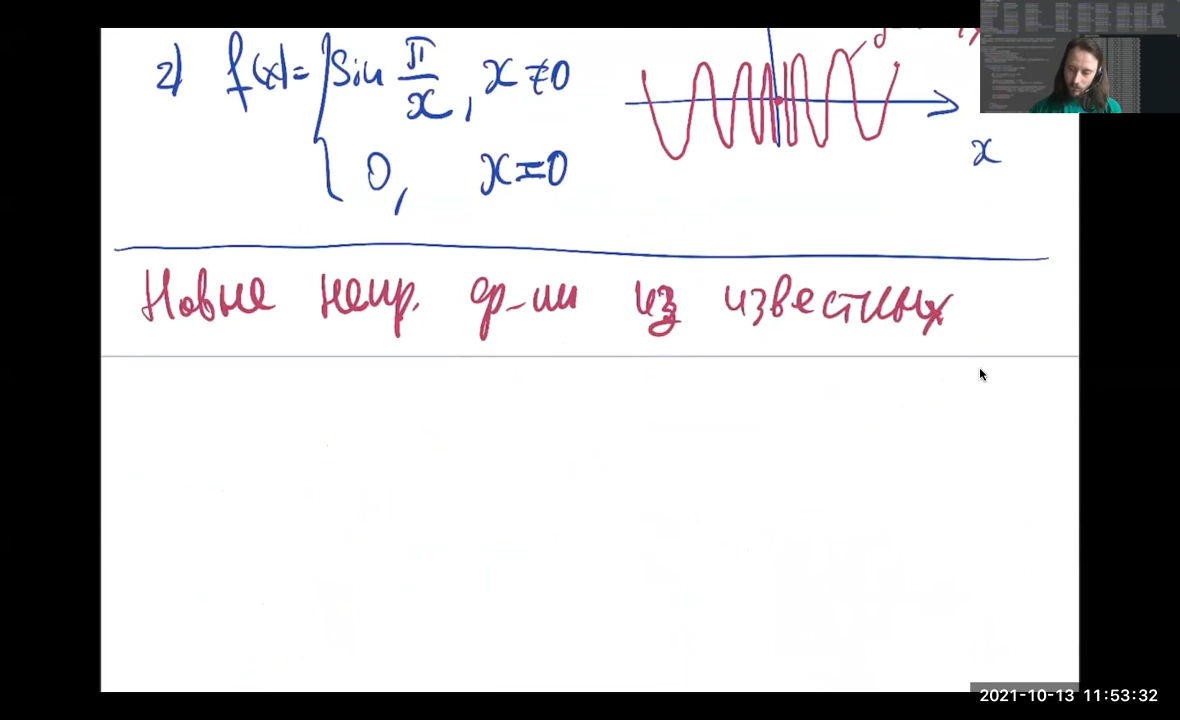 2) f(x)= { sin π/x, x≠0
0, x=0
x
Новые непр. ф-ии из известных
2021-10-13 11:53:32